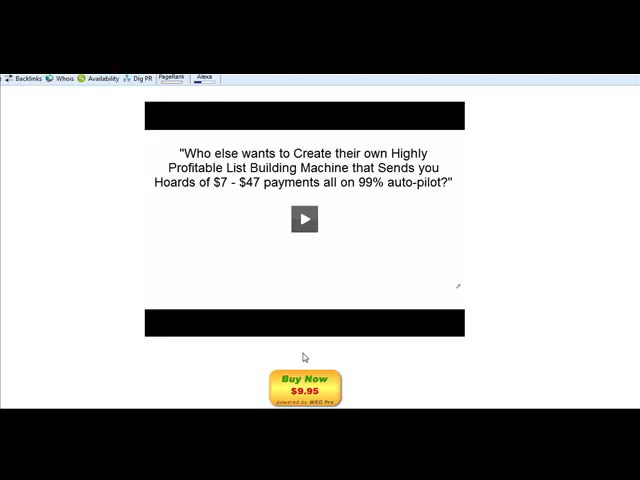 Backlinks Whois Availability Dig PR PageRank Alexa
"Who else wants to Create their own Highly
Profitable List Building Machine that Sends you
Hoards of $7 - $47 payments all on 99% auto-pilot?"
Buy Now
$9.95
powered by WSO Pro